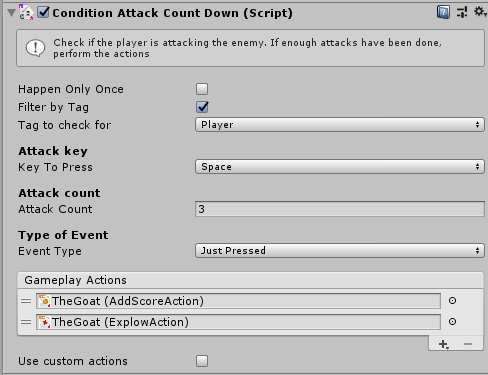 Condition Attack Count Down (Script)
Check if the player is attacking the enemy. If enough attacks have been done,
perform the actions
Happen Only Once
Filter by Tag
Tag to check for Player
Attack key
Key To Press Space
Attack count
Attack Count 3
Type of Event
Event Type Just Pressed
Gameplay Actions
TheGoat (AddScoreAction)
TheGoat (ExplowAction)
Use custom actions